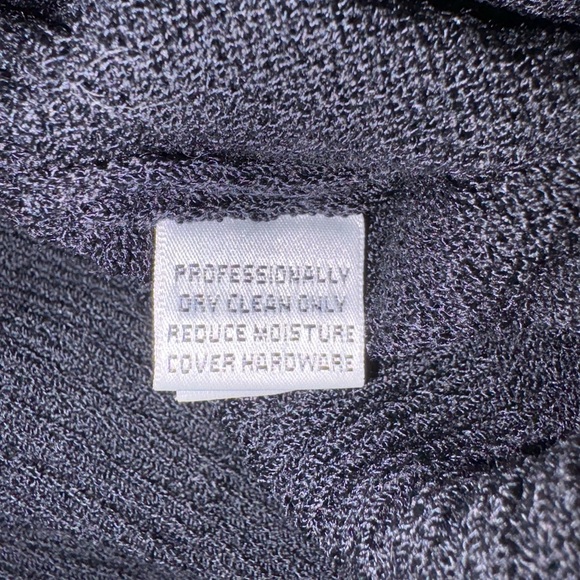 PROFESSIONALLY
DRY CLEAN ONLY
REDUCE MOISTURE
COVER HARDWARE